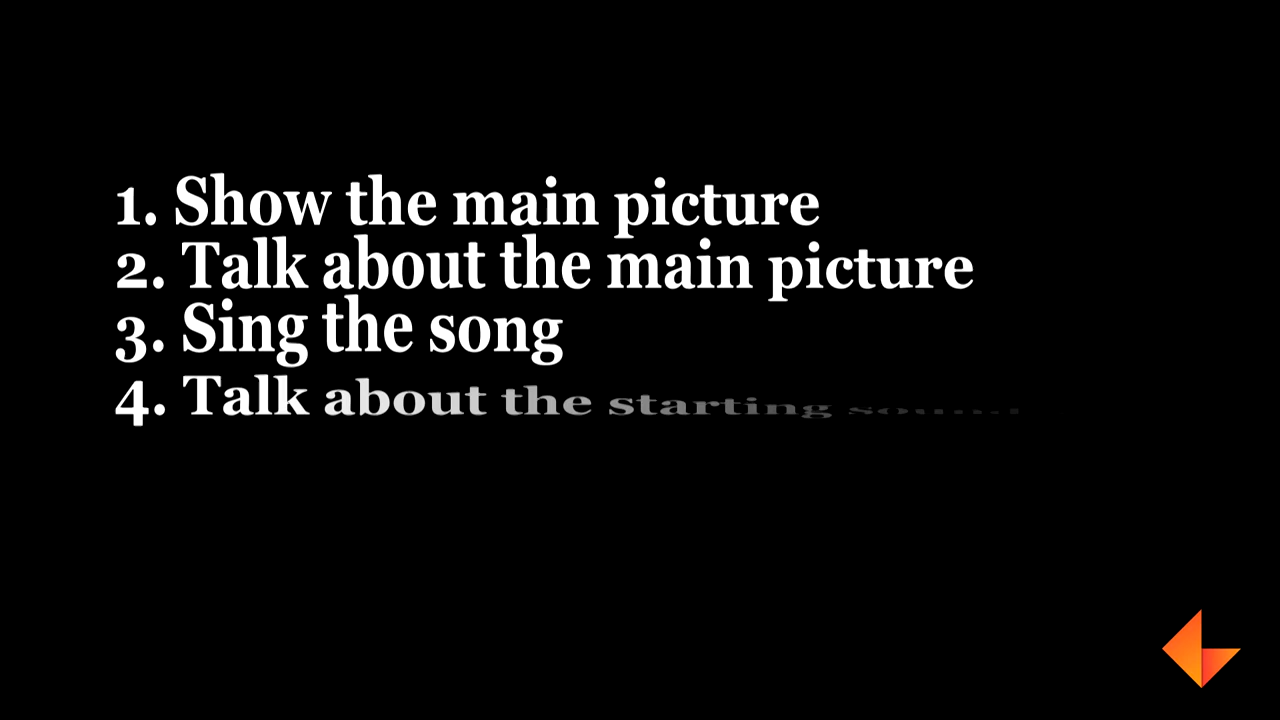 1. Show the main picture
2. Talk about the main picture
3. Sing the song
4. Talk about the starting